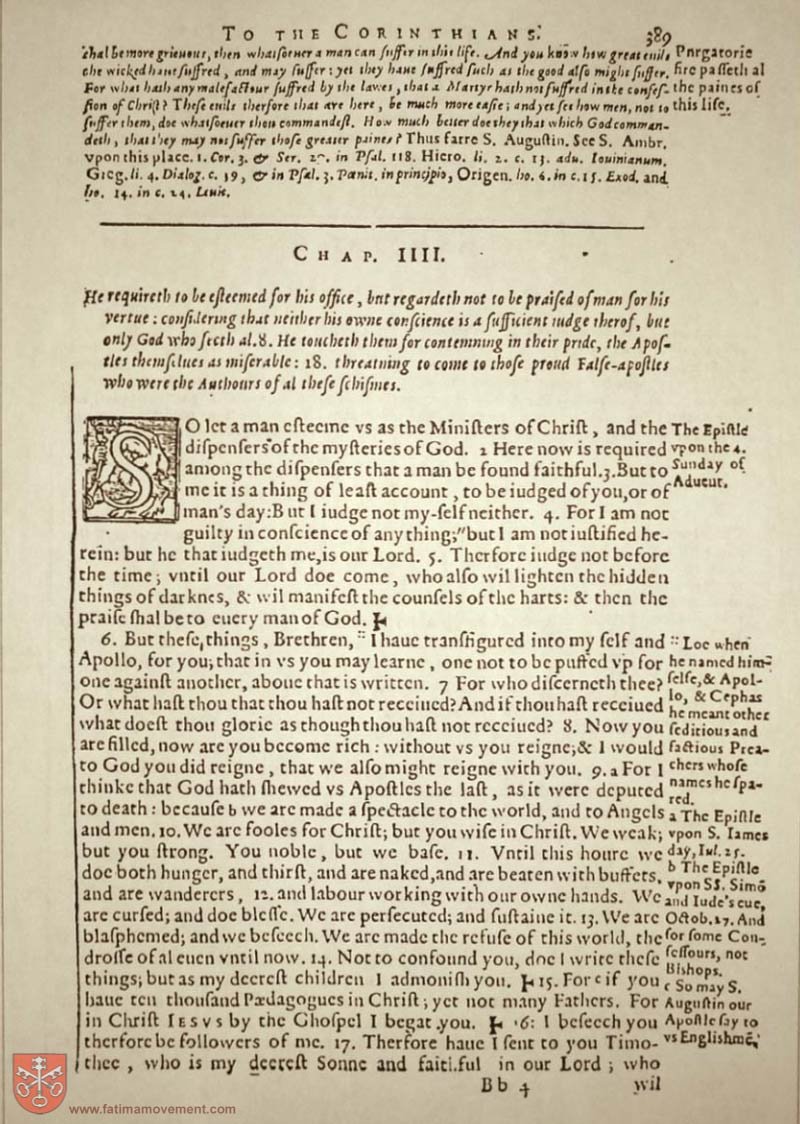 TO THE CORINTHIANS. 389
ſhal be more grieuous, then whatſoeuer a man can ſuffer in this life. And you know how great euils
the wicked haue ſuffred, and may ſuffer: yet they haue ſuffred ſuch as the good alſo might ſuffer.
For what hath any malefactour ſuffred by the lawes, that a Martyr hath not ſuffred in the confeſ-
ſion of Chriſt? Theſe euils therfore that are here, be much more eaſie; and yet ſee how men, not to
ſuffer them, doe whatſoeuer thou commandeſt. How much better doe they that which God comman-
deth, that they may not ſuffer thoſe greater paines? Thus farre S. Auguſtin. See S. Ambr.
vpon this place. 1. Cor. 3. & Ser. 20. in Pſal. 118. Hiero. li. 2. c. 13. adu. Iouinianum.
Greg. li. 4. Dialog. c. 39, & in Pſal. 3. Pœnit. in principio, Origen. ho. 6. in c. 15. Exod. and
ho. 14. in c. 24. Leuit.
Purgatorie
fire paſſeth al
the paines of
this life.
CHAP. IIII.
He requireth to be eſteemed for his office, but regardeth not to be praiſed of man for his
vertue: conſidering that neither his owne conſcience is a ſufficient iudge therof, but
only God who ſeeth al. 8. He toucheth them for contemning in their pride, the Apoſ-
tles themſelues as miſerable: 18. threatning to come to thoſe proud Falſe-apoſtles
who were the Authours of al theſe ſchiſmes.
SO let a man eſteeme vs as the Miniſters of Chriſt, and the
diſpenſers of the myſteries of God. 2 Here now is required
among the diſpenſers that a man be found faithful. 3. But to
me it is a thing of leaſt account, to be iudged of you, or of
man's day: But I iudge not my-ſelf neither. 4. For I am not
guilty in conſcience of any thing; "but I am not iuſtified he-
rein: but he that iudgeth me, is our Lord. 5. Therfore iudge not before
the time; vntil our Lord doe come, who alſo wil lighten the hidden
things of darknes, & wil manifeſt the counſels of the harts: & then the
praiſe ſhal be to euery man of God.
6. But theſe things, Brethren, :: I haue tranſfigured into my ſelf and
Apollo, for you; that in vs you may learne, one not to be puffed vp for
one againſt another, aboue that is written. 7 For who diſcerneth thee?
Or what haſt thou that thou haſt not receiued? And if thou haſt receiued
what doeſt thou glorie as though thou haſt not receiued? 8. Now you
are filled, now are you become rich: without vs you reigne; & I would
to God you did reigne, that we alſo might reigne with you. 9. a For I
thinke that God hath ſhewed vs Apoſtles the laſt, as it were deputed
to death: becauſe b we are made a ſpectacle to the world, and to Angels
and men. 10. We are fooles for Chriſt; but you wiſe in Chriſt. We weak;
but you ſtrong. You noble, but we baſe. 11. Vntil this houre we
doe both hunger, and thirſt, and are naked, and are beaten with buffets,
and are wanderers, 12. and labour working with our owne hands. We
are curſed; and doe bleſſe. We are perſecuted; and ſuſtaine it. 13. We are
blaſphemed; and we beſeech. We are made the refuſe of this world, the
droſſe of al euen vntil now. 14. Not to confound you, doe I write theſe
things; but as my deereſt children I admoniſh you. 15. For c if you
haue ten thouſand Pædagogues in Chriſt; yet not many Fathers. For
in Chriſt IESVS by the Ghoſpel I begat you. 16: I beſeech you
therfore be followers of me. 17. Therfore haue I ſent to you Timo-
thee, who is my deereſt Sonne and faithful in our Lord; who
The Epiſtle
vpon the 4.
Sunday of
Aduent.
:: Loe when
he named him-
ſelfe, & Apol-
lo, & Cephas
he meant other
ſeditious and
factious Prea-
chers whoſe
names he ſpa-
red.
a The Epiſtle
vpon S. Iames
day, Iul. 25.
b The Epiſtle
vpon SS. Simō
and Iude's eue,
Octob. 27. And
for ſome Con-
feſſours, not
Biſhops.
c So may S.
Auguſtin our
Apoſtle ſay to
vs Engliſhmē.
Bb 4 wil
www.fatimamovement.com